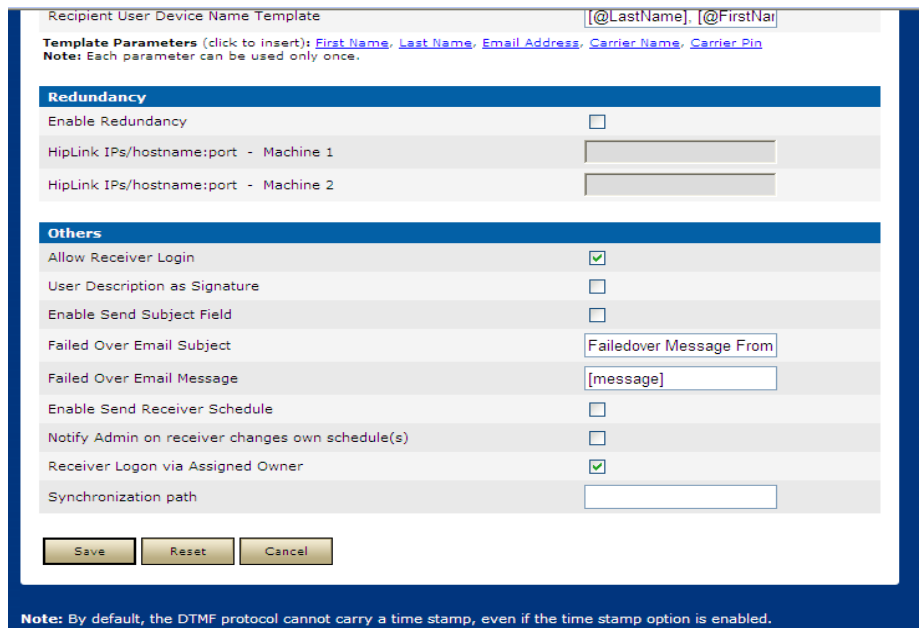 Recipient User Device Name Template [@LastName], [@FirstNar
Template Parameters (click to insert): First Name, Last Name, Email Address, Carrier Name, Carrier Pin
Note: Each parameter can be used only once.
Redundancy
Enable Redundancy
HipLink IPs/hostname:port - Machine 1
HipLink IPs/hostname:port - Machine 2
Others
Allow Receiver Login
User Description as Signature
Enable Send Subject Field
Failed Over Email Subject Failedover Message From
Failed Over Email Message [message]
Enable Send Receiver Schedule
Notify Admin on receiver changes own schedule(s)
Receiver Logon via Assigned Owner
Synchronization path
Save Reset Cancel
Note: By default, the DTMF protocol cannot carry a time stamp, even if the time stamp option is enabled.